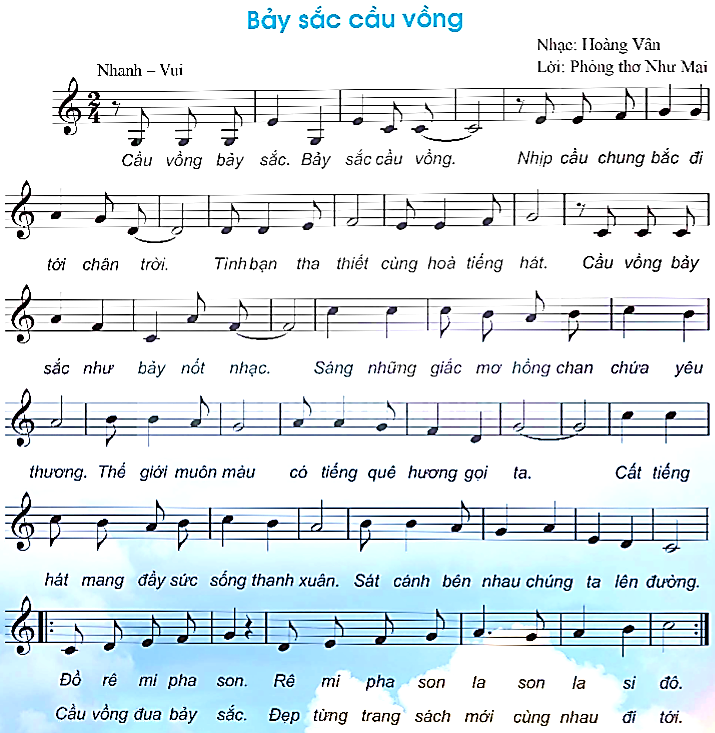 Bảy sắc cầu vồng
Nhạc: Hoàng Vân
Nhanh – Vui
Lời: Phỏng thơ Như Mai
2
4
Cầu vồng bảy sắc. Bảy sắc cầu vồng. Nhịp cầu chung bắc đi
tới chân trời. Tình bạn tha thiết cùng hoà tiếng hát. Cầu vồng bảy
sắc như bảy nốt nhạc. Sáng những giấc mơ hồng chan chứa yêu
thương. Thế giới muôn màu có tiếng quê hương gọi ta. Cất tiếng
hát mang đầy sức sống thanh xuân. Sát cánh bên nhau chúng ta lên đường.
Đồ rê mi pha son. Rê mi pha son la son la si đô.
Cầu vồng đua bảy sắc. Đẹp từng trang sách mới cùng nhau đi tới.